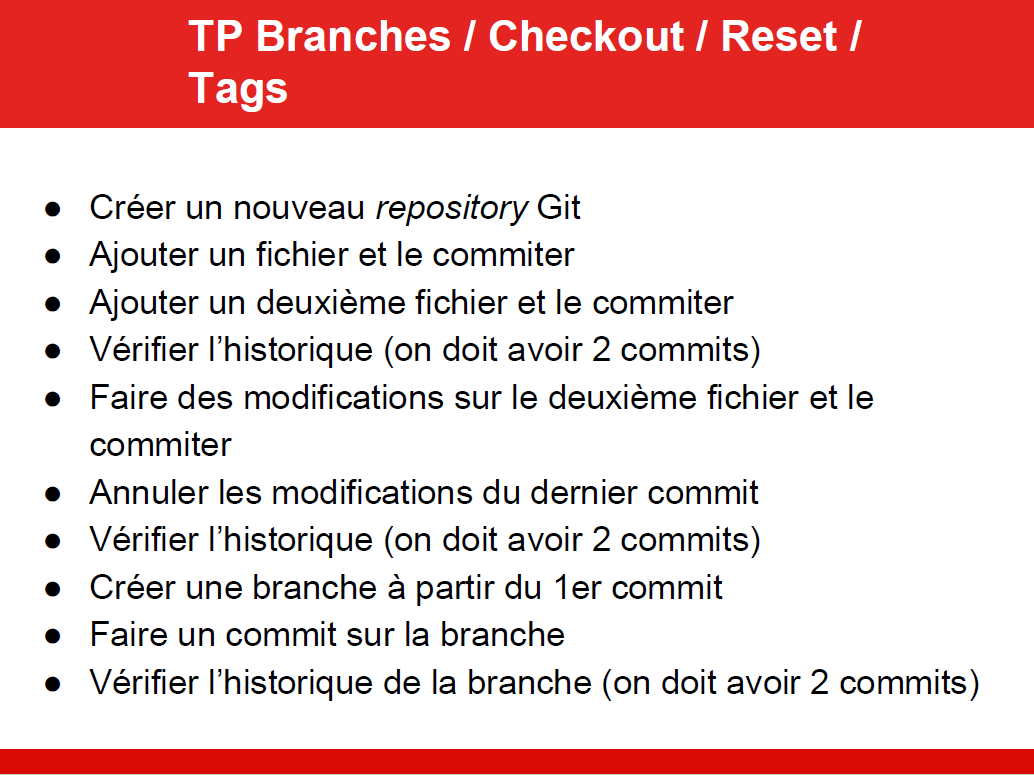 TP Branches / Checkout / Reset /
Tags
● Créer un nouveau repository Git
● Ajouter un fichier et le commiter
● Ajouter un deuxième fichier et le commiter
● Vérifier l’historique (on doit avoir 2 commits)
● Faire des modifications sur le deuxième fichier et le
commiter
● Annuler les modifications du dernier commit
● Vérifier l’historique (on doit avoir 2 commits)
● Créer une branche à partir du 1er commit
● Faire un commit sur la branche
● Vérifier l’historique de la branche (on doit avoir 2 commits)